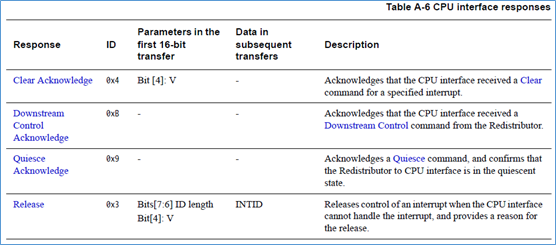 Table A-6 CPU interface responses
Response ID Parameters in the first 16-bit transfer Data in subsequent transfers Description
Clear Acknowledge 0x4 Bit [4]: V - Acknowledges that the CPU interface received a Clear
command for a specified interrupt.
Downstream Control Acknowledge 0xB - - Acknowledges that the CPU interface received a
Downstream Control command from the Redistributor.
Quiesce Acknowledge 0x9 - - Acknowledges a Quiesce command, and confirms that
the Redistributor to CPU interface is in the quiescent
state.
Release 0x3 Bits[7:6] ID length INTID Releases control of an interrupt when the CPU interface
Bit[4]: V cannot handle the interrupt, and provides a reason for
the release.